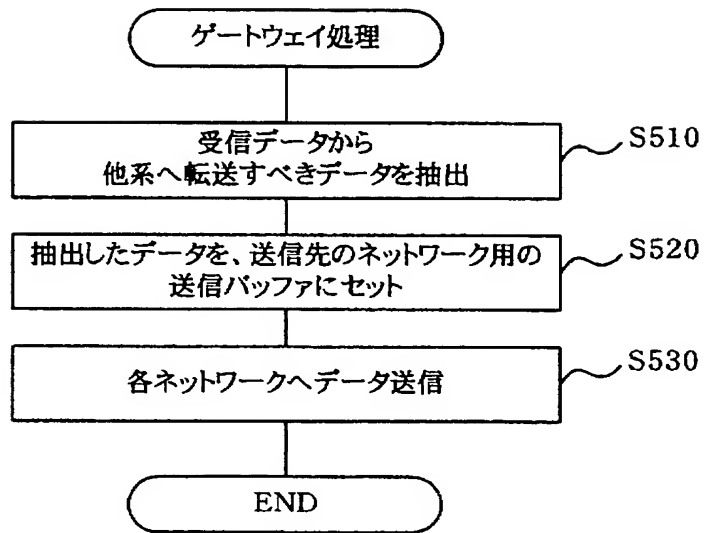 ゲートウェイ処理
受信データから
他系へ転送すべきデータを抽出
S510
抽出したデータを、送信先のネットワーク用の
送信バッファにセット
S520
各ネットワークへデータ送信
S530
END